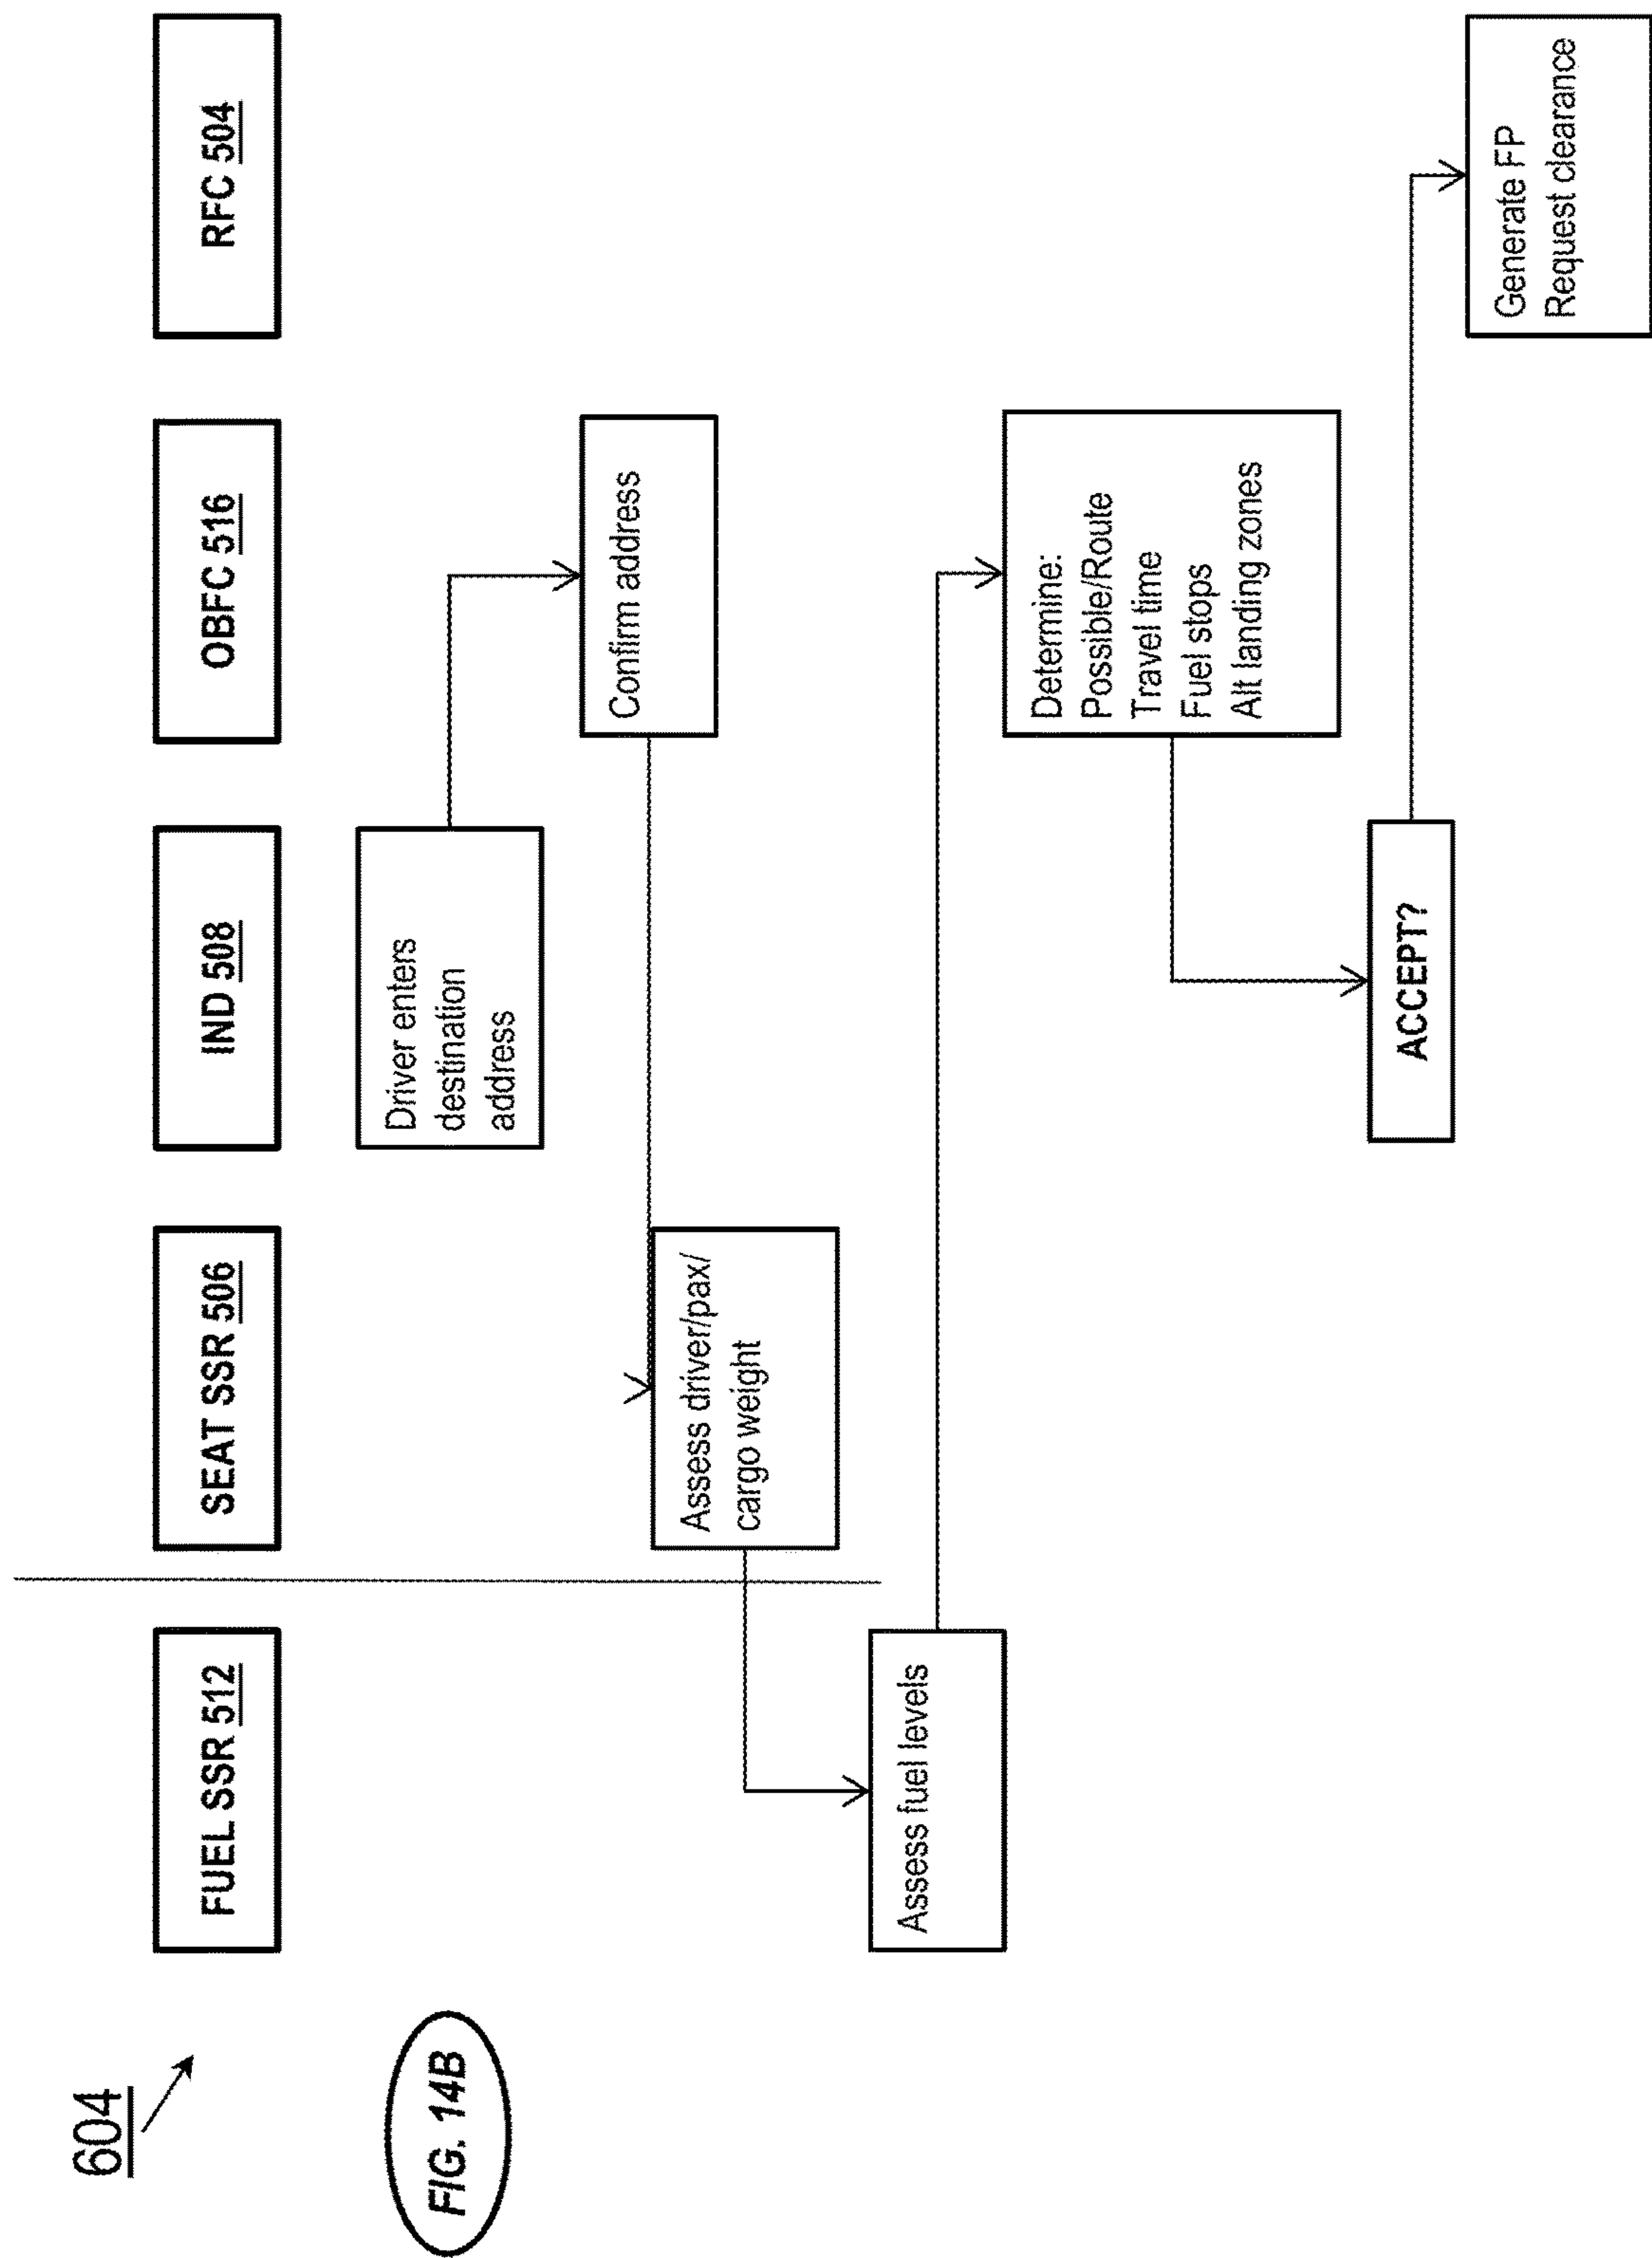 604
FIG. 14B
FUEL SSR 512
SEAT SSR 506
IND 508
OBFC 516
RFC 504
Driver enters
destination
address
Confirm address
Assess driver/pax/
cargo weight
Assess fuel levels
Determine:
Possible/Route
Travel time
Fuel stops
Alt landing zones
ACCEPT?
Generate FP
Request clearance